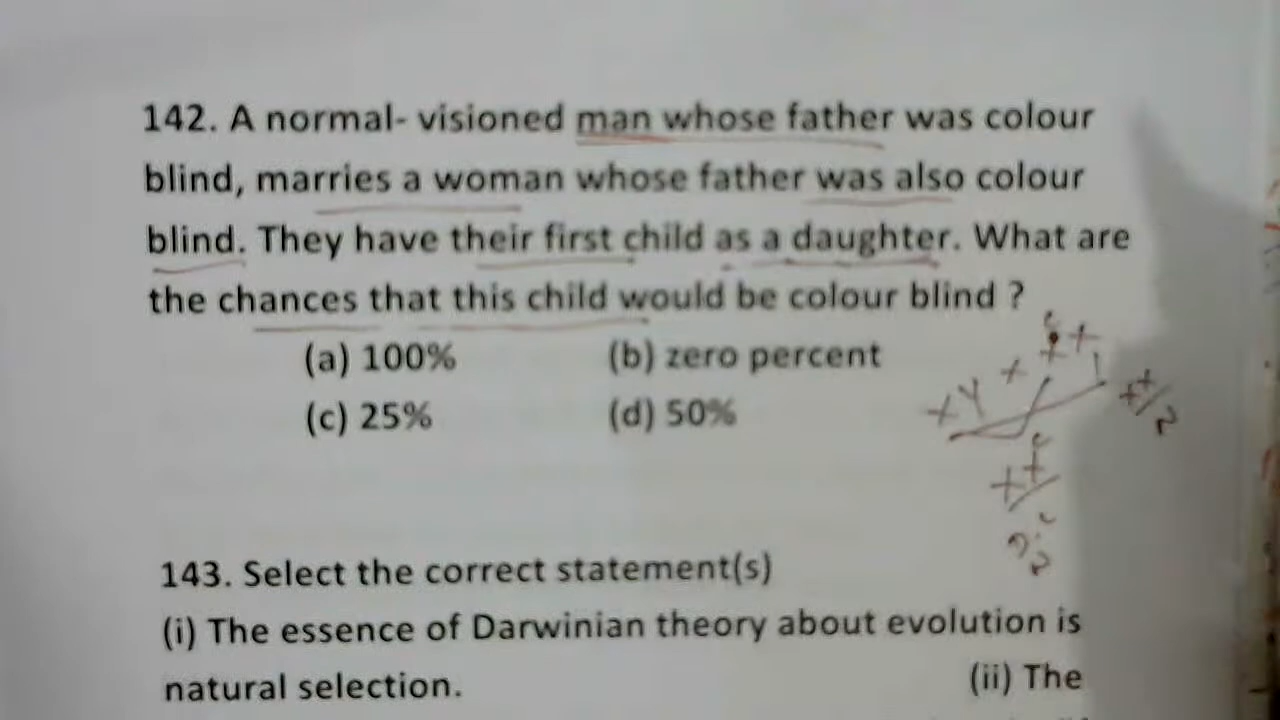 142. A normal- visioned man whose father was colour
blind, marries a woman whose father was also colour
blind. They have their first child as a daughter. What are
the chances that this child would be colour blind ?
(a) 100% (b) zero percent
(c) 25% (d) 50%
XY x
143. Select the correct statement(s)
(i) The essence of Darwinian theory about evolution is
natural selection. (ii) The